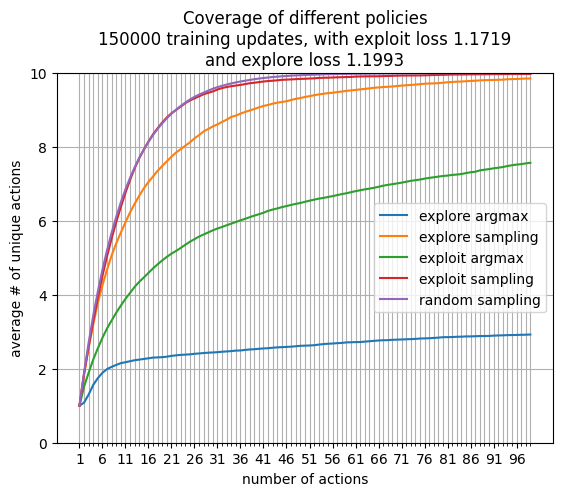 Coverage of different policies
150000 training updates, with exploit loss 1.1719
and explore loss 1.1993
10
8
6
4
2
0
average # of unique actions
explore argmax
explore sampling
exploit argmax
exploit sampling
random sampling
1 6 11 16 21 26 31 36 41 46 51 56 61 66 71 76 81 86 91 96
number of actions